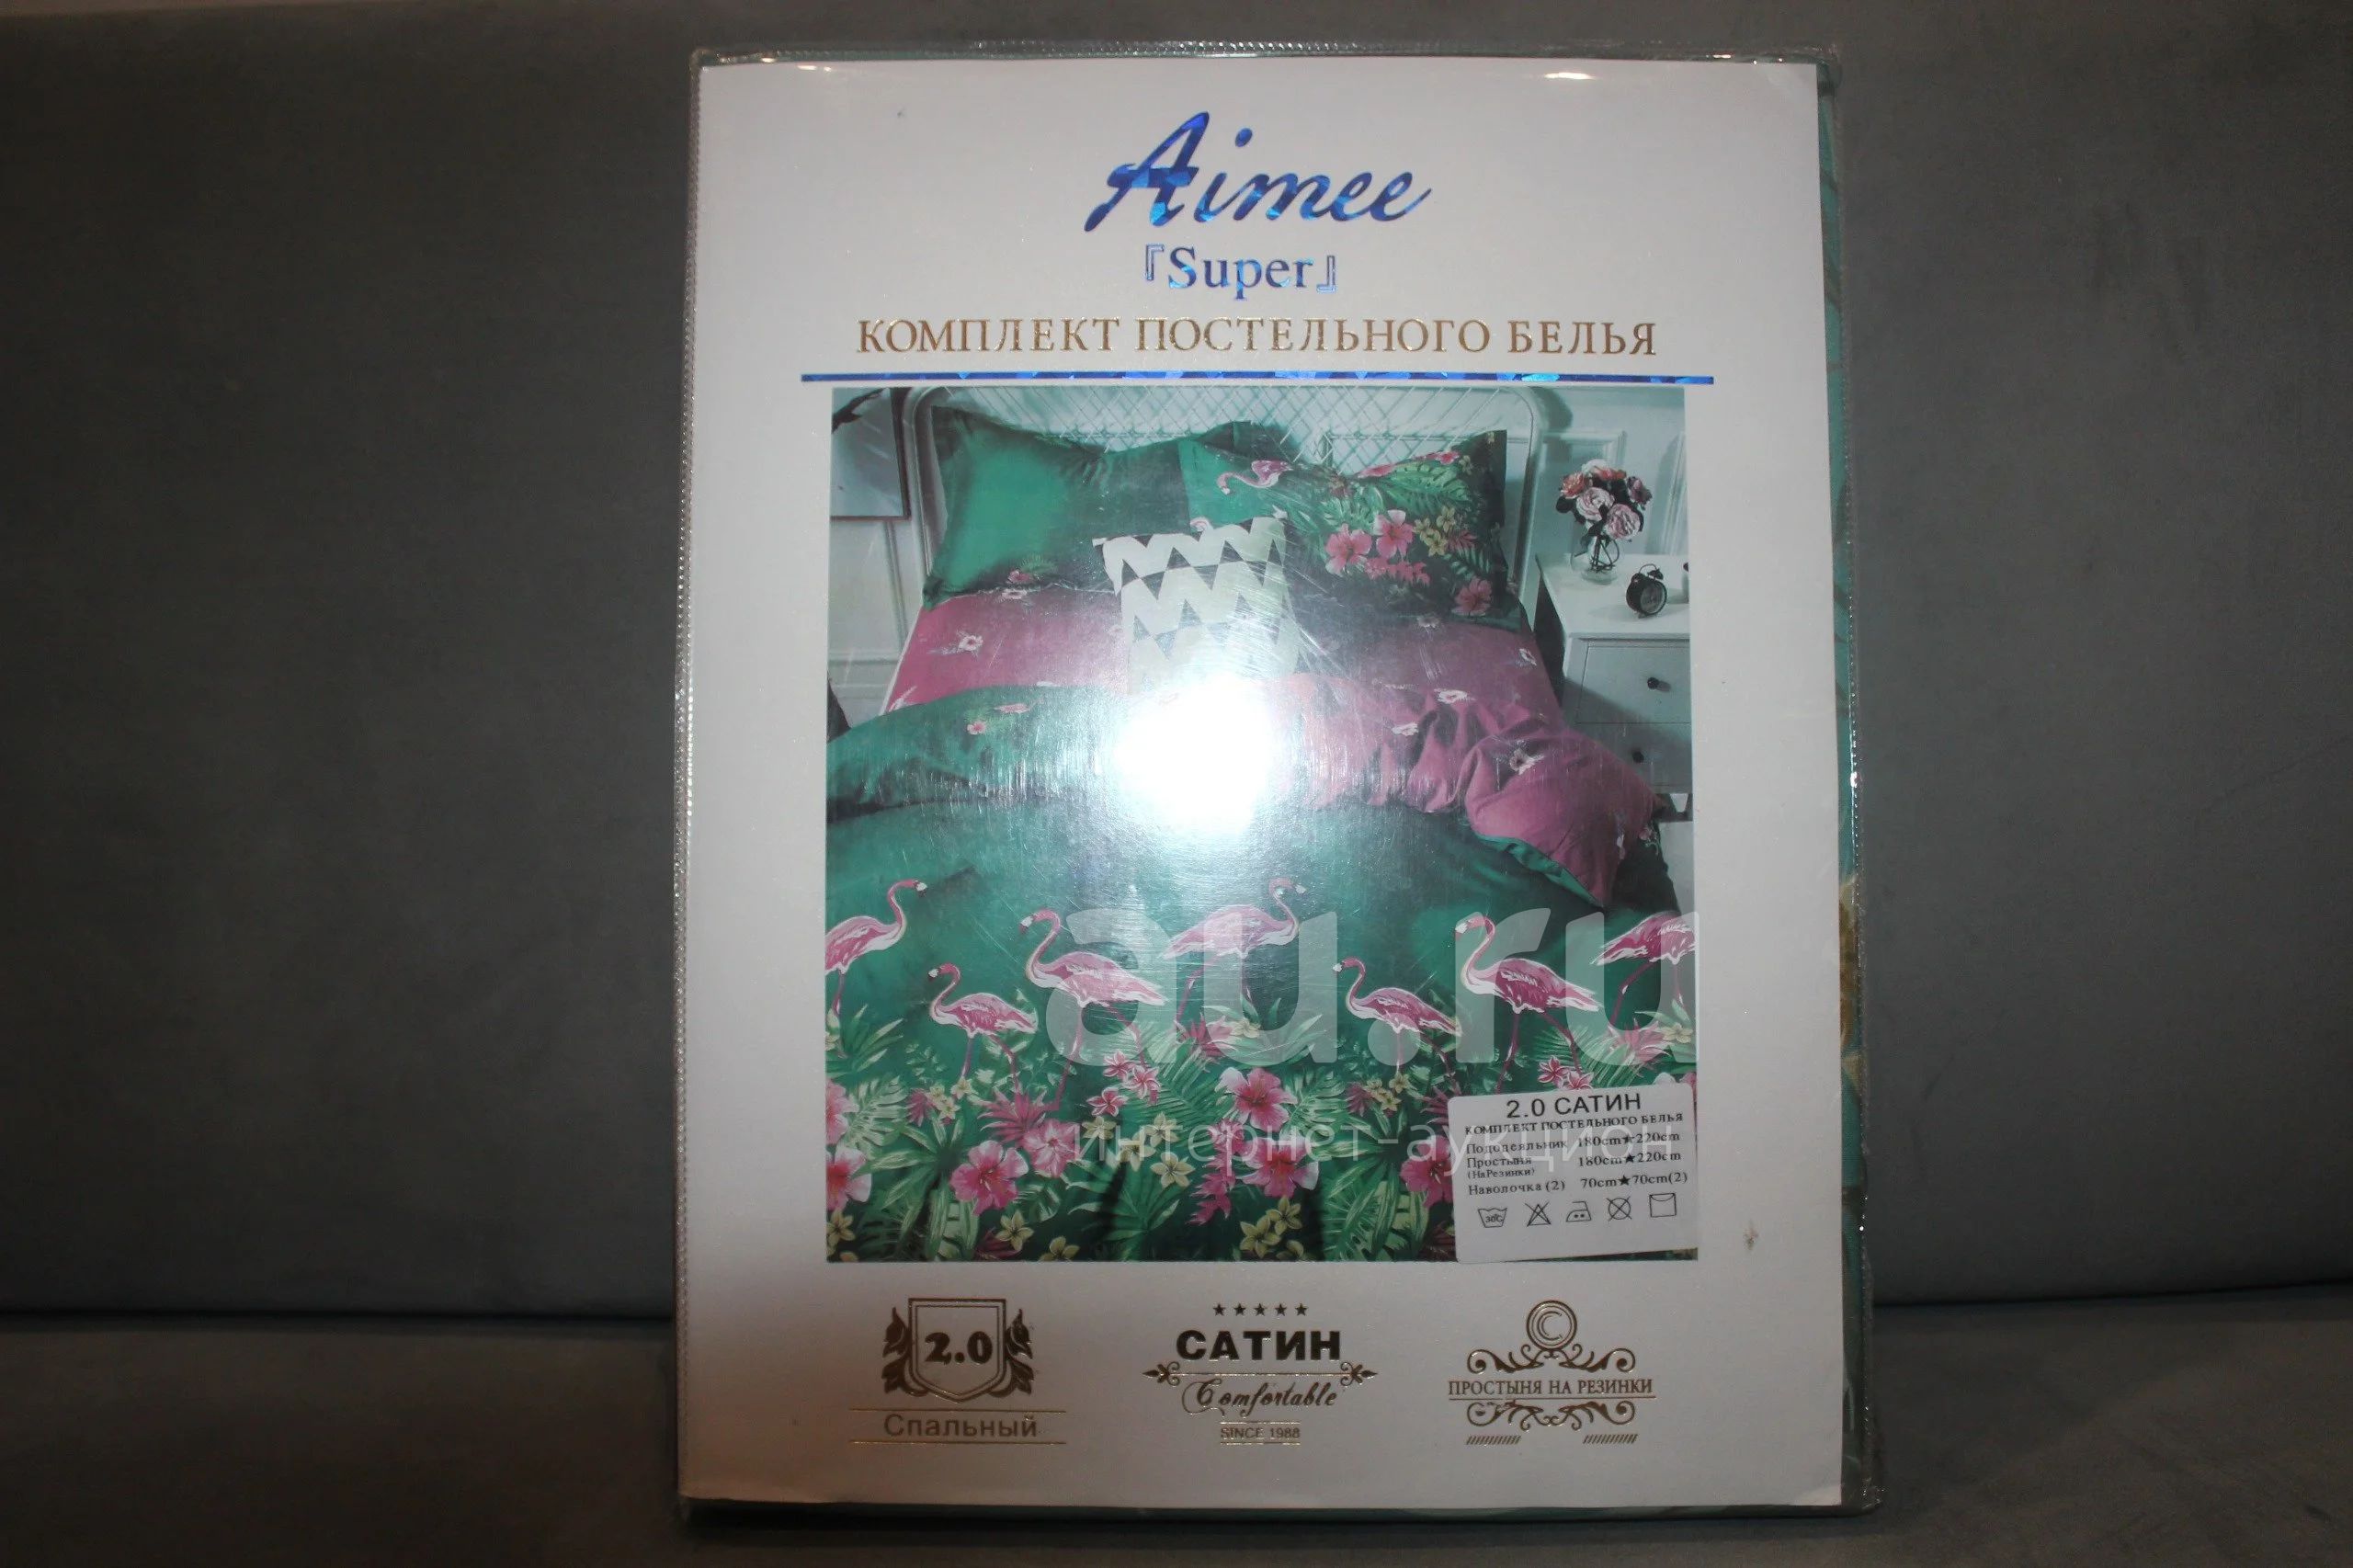 Aimee
『Super』
КОМПЛЕКТ ПОСТЕЛЬНОГО БЕЛЬЯ
au.ru
интернет-аукцион
2.0 САТИН
КОМПЛЕКТ ПОСТЕЛЬНОГО БЕЛЬЯ
Пододеяльник 180cm★220cm
Простыня 180cm★220cm
(НаРезинки)
Наволочка (2) 70cm★70cm(2)
30°C
2.0
Спальный
★★★★★
САТИН
Comfortable
SINCE 1988
C
ПРОСТЫНЯ НА РЕЗИНКИ